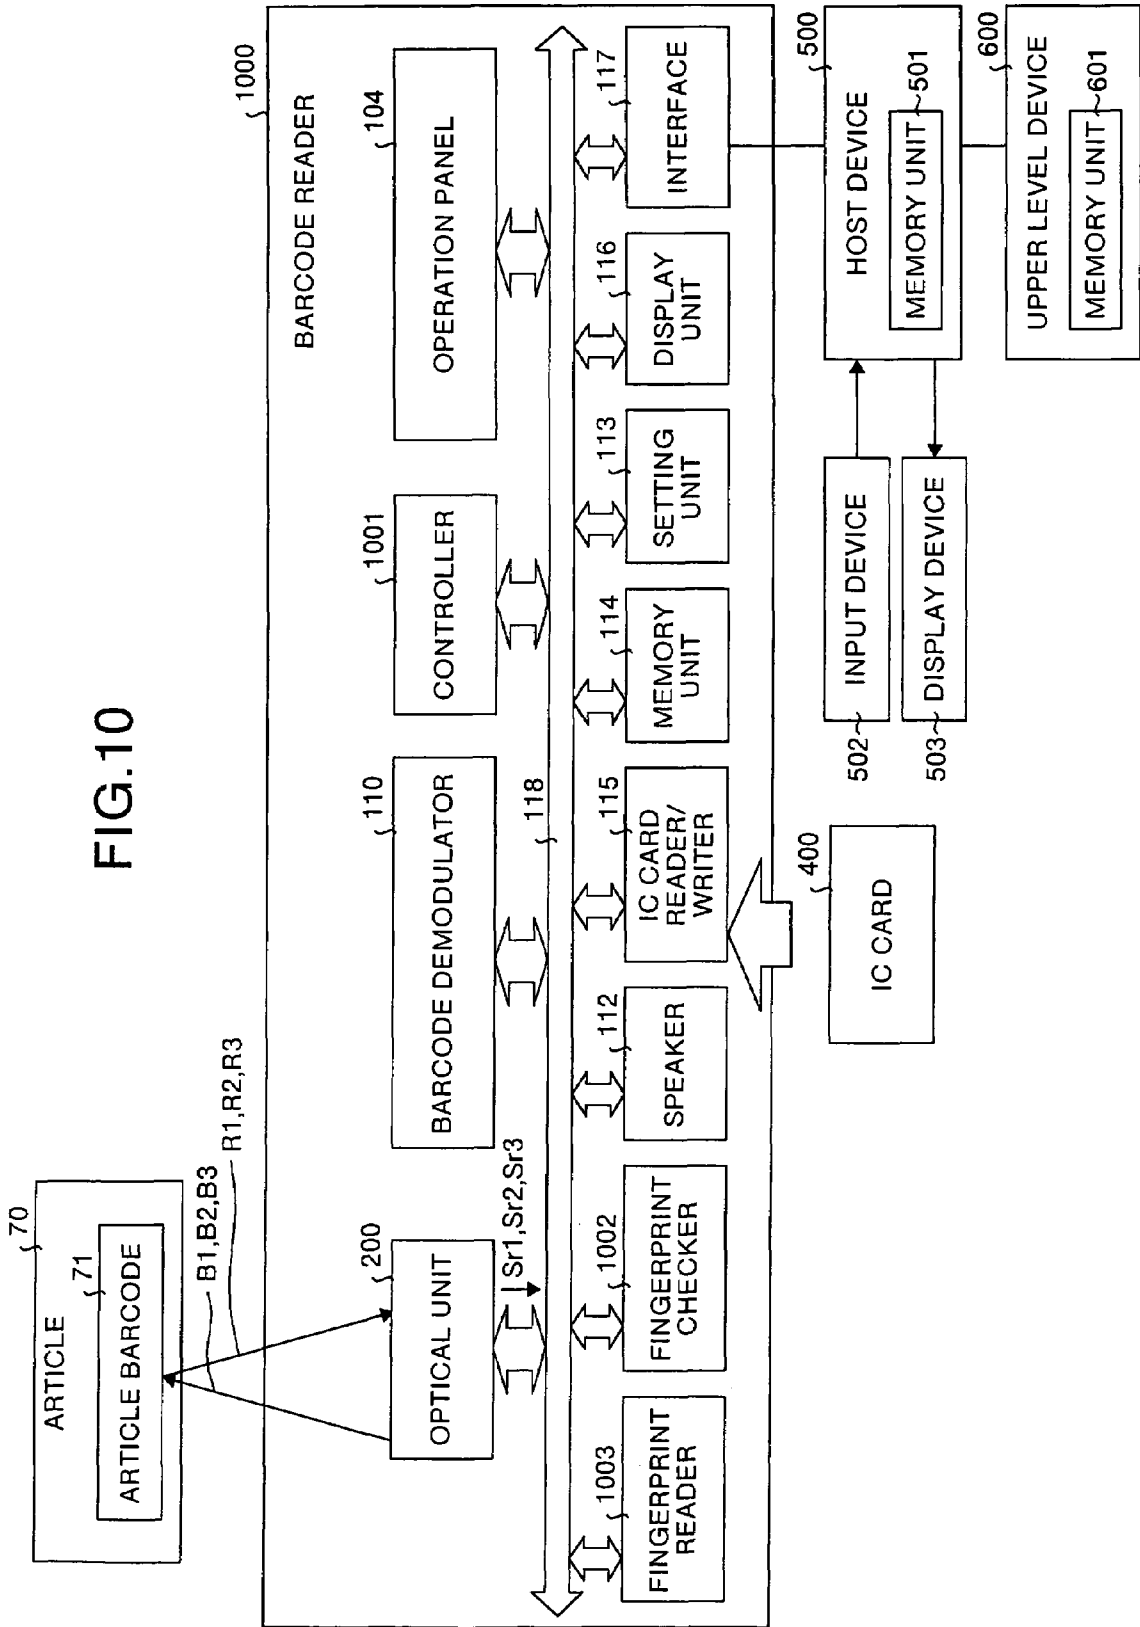 FIG.10
ARTICLE
70
71
ARTICLE BARCODE
B1,B2,B3
R1,R2,R3
1000
BARCODE READER
200
OPTICAL UNIT
Sr1,Sr2,Sr3
110
BARCODE DEMODULATOR
1001
CONTROLLER
104
OPERATION PANEL
118
1003
FINGERPRINT
READER
1002
FINGERPRINT
CHECKER
112
SPEAKER
115
IC CARD
READER/
WRITER
114
MEMORY
UNIT
113
SETTING
UNIT
116
DISPLAY
UNIT
117
INTERFACE
400
IC CARD
502
INPUT DEVICE
503
DISPLAY DEVICE
500
HOST DEVICE
MEMORY UNIT
501
600
UPPER LEVEL DEVICE
MEMORY UNIT
601